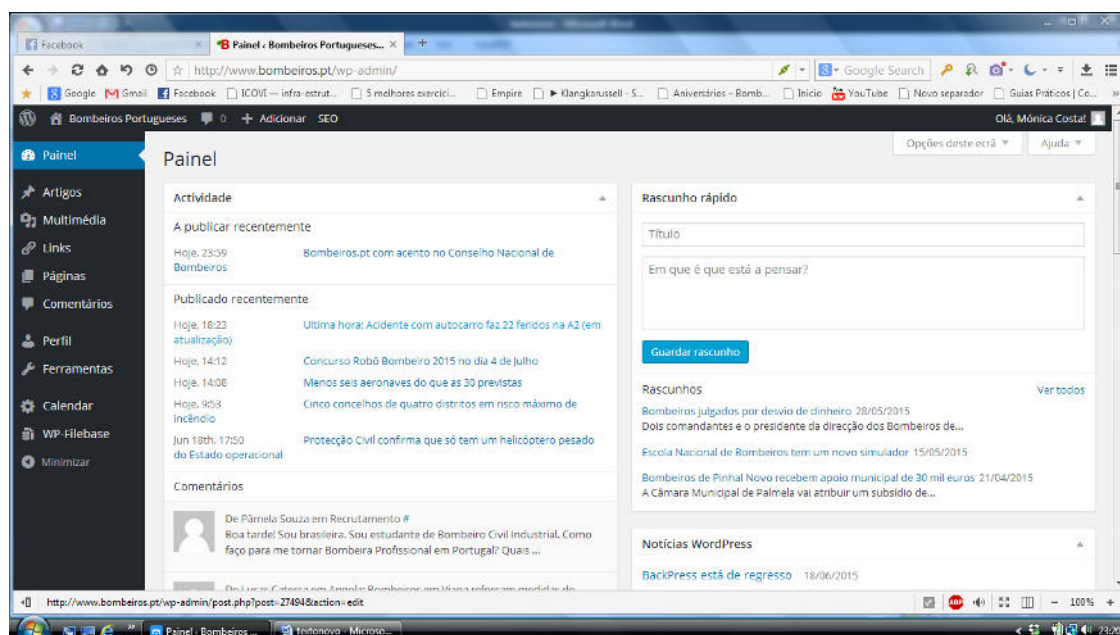 Facebook
Painel ‹ Bombeiros Portugueses...
http://www.bombeiros.pt/wp-admin/
Google Search
Google
Gmail
Facebook
ICOVI — infra-estrut...
5 melhores exercíci...
Empire
Klangkarussell - S...
Aniversários – Bomb...
Início
YouTube
Novo separador
Guias Práticos | Co...
Bombeiros Portugueses
0
Adicionar
SEO
Olá, Mónica Costa!
Painel
Artigos
Multimédia
Links
Páginas
Comentários
Perfil
Ferramentas
Calendar
WP-Filebase
Minimizar
Painel
Opções deste ecrã
Ajuda
Actividade
A publicar recentemente
Hoje, 23:59 Bombeiros.pt com acento no Conselho Nacional de
Bombeiros
Publicado recentemente
Hoje, 18:23 Ultima hora: Acidente com autocarro faz 22 feridos na A2 (em
atualização)
Hoje, 14:12 Concurso Robô Bombeiro 2015 no dia 4 de Julho
Hoje, 14:08 Menos seis aeronaves do que as 30 previstas
Hoje, 9:53 Cinco concelhos de quatro distritos em risco máximo de
incêndio
Jun 18th, 17:50 Protecção Civil confirma que só tem um helicóptero pesado
do Estado operacional
Comentários
De Pâmela Souza em Recrutamento #
Boa tarde! Sou brasileira. Sou estudante de Bombeiro Civil Industrial. Como
faço para me tornar Bombeira Profissional em Portugal? Quais ...
Rascunho rápido
Título
Em que é que está a pensar?
Guardar rascunho
Rascunhos
Ver todos
Bombeiros julgados por desvio de dinheiro 28/05/2015
Dois comandantes e o presidente da direcção dos Bombeiros de...
Escola Nacional de Bombeiros tem um novo simulador 15/05/2015
Bombeiros de Pinhal Novo recebem apoio municipal de 30 mil euros 21/04/2015
A Câmara Municipal de Palmela vai atribuir um subsídio de...
Notícias WordPress
BackPress está de regresso 18/06/2015
http://www.bombeiros.pt/wp-admin/post.php?post=27494&action=edit
ABP
100%
Painel ‹ Bombeiros ...
textonovo - Microso...